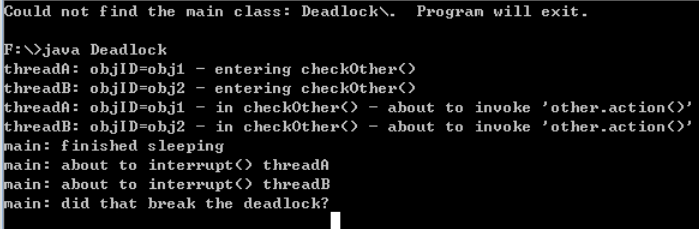 Could not find the main class: Deadlock\.  Program will exit.
F:\>java Deadlock
threadA: objID=obj1 - entering checkOther()
threadB: objID=obj2 - entering checkOther()
threadA: objID=obj1 - in checkOther() - about to invoke 'other.action()'
threadB: objID=obj2 - in checkOther() - about to invoke 'other.action()'
main: finished sleeping
main: about to interrupt() threadA
main: about to interrupt() threadB
main: did that break the deadlock?